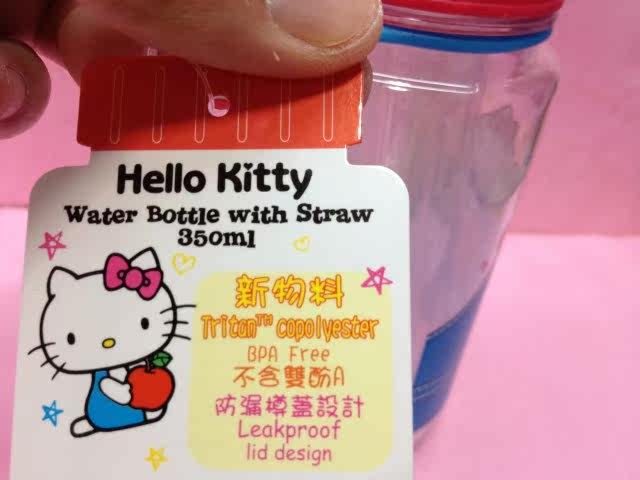 Hello Kitty
Water Bottle with Straw
350ml
新物料
Tritan™ copolyester
BPA Free
不含雙酚A
防漏樽蓋設計
Leakproof
lid design